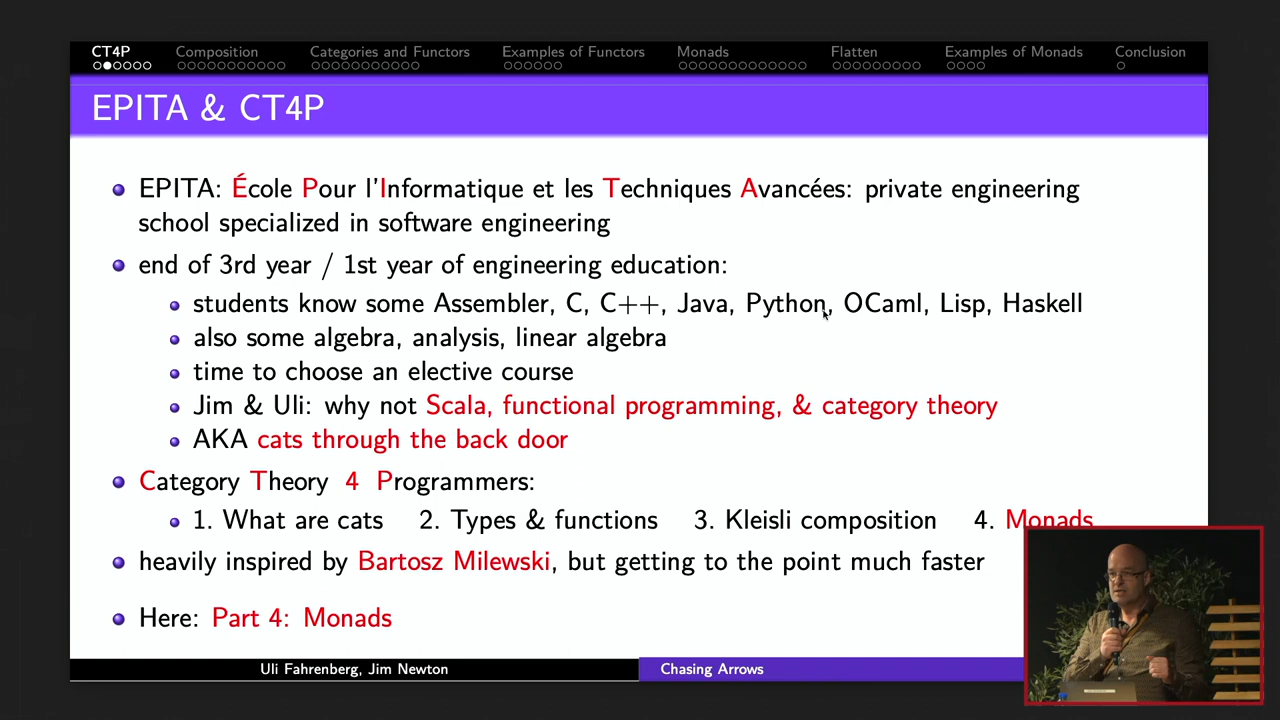 CT4P Composition Categories and Functors Examples of Functors Monads Flatten Examples of Monads Conclusion
EPITA & CT4P
EPITA: École Pour l'Informatique et les Techniques Avancées: private engineering
school specialized in software engineering
end of 3rd year / 1st year of engineering education:
students know some Assembler, C, C++, Java, Python, OCaml, Lisp, Haskell
also some algebra, analysis, linear algebra
time to choose an elective course
Jim & Uli: why not Scala, functional programming, & category theory
AKA cats through the back door
Category Theory 4 Programmers:
1. What are cats 2. Types & functions 3. Kleisli composition 4. Monads
heavily inspired by Bartosz Milewski, but getting to the point much faster
Here: Part 4: Monads
Uli Fahrenberg, Jim Newton Chasing Arrows